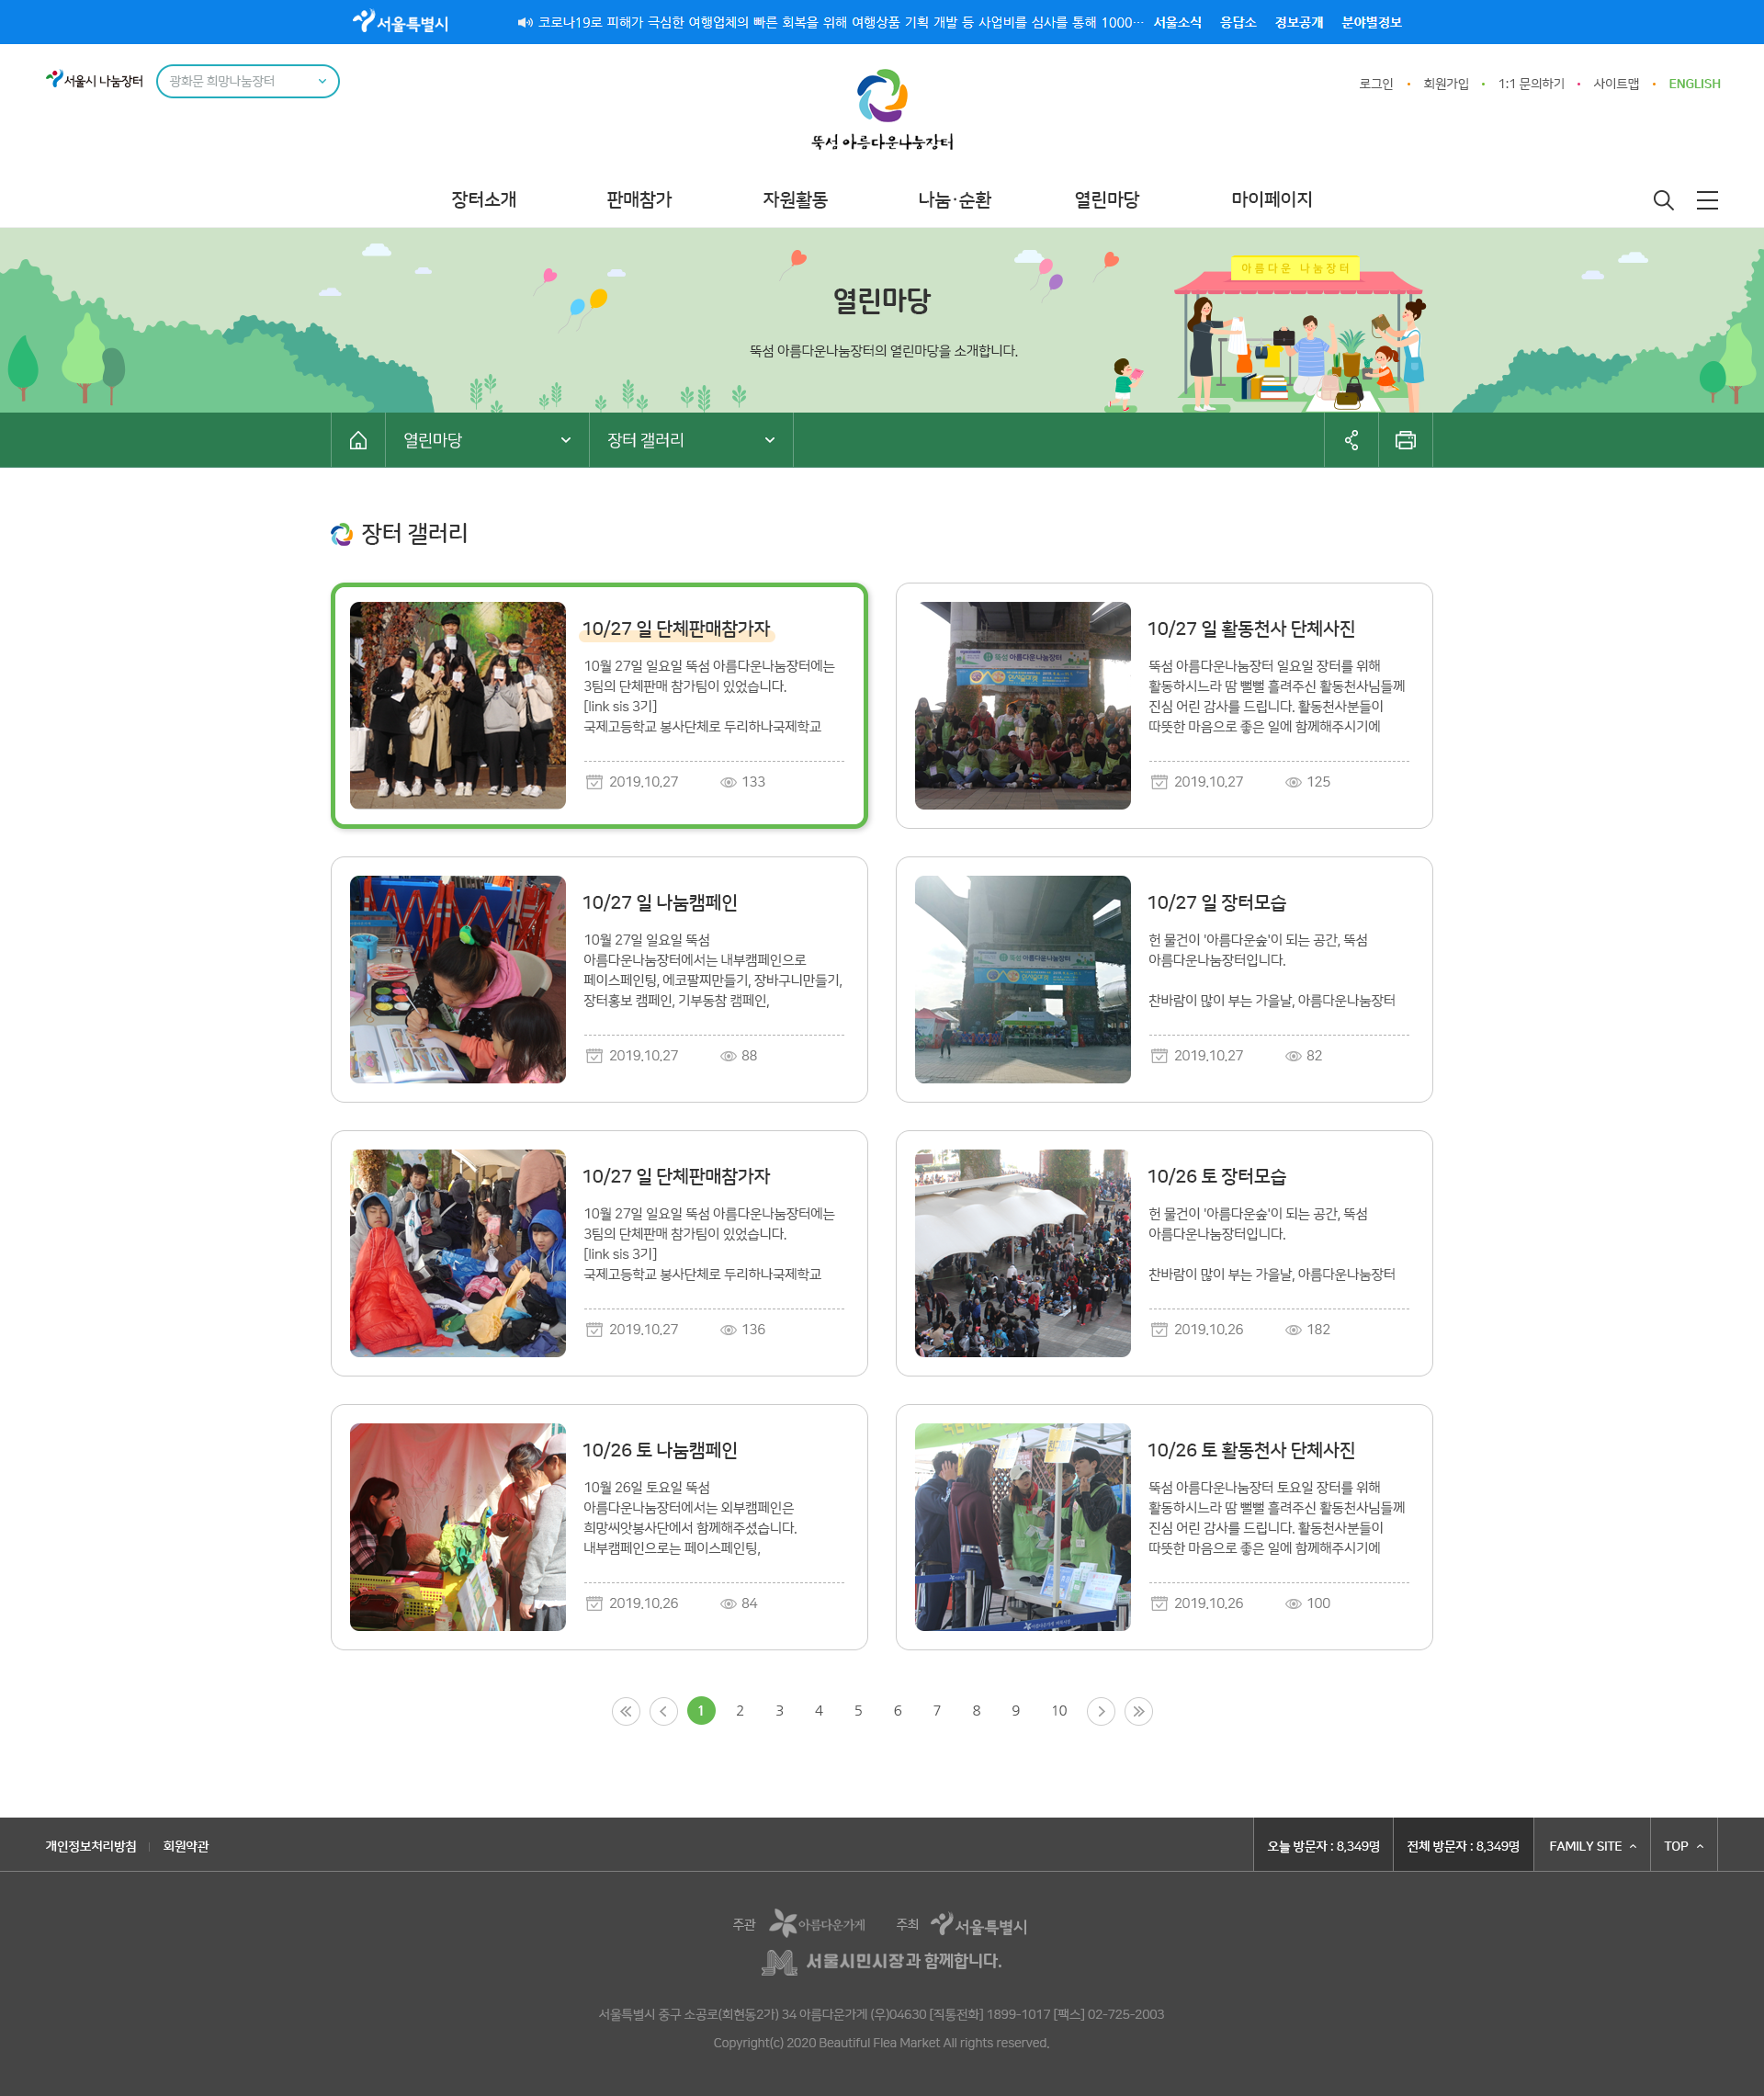 서울특별시
코로나19로 피해가 극심한 여행업체의 빠른 회복을 위해 여행상품 기획 개발 등 사업비를 심사를 통해 1000...
서울소식 응답소 정보공개 분야별정보
서울시 나눔장터
광화문 희망나눔장터
뚝섬 아름다운나눔장터
로그인 회원가입 1:1 문의하기 사이트맵 ENGLISH
장터소개 판매참가 자원활동 나눔·순환 열린마당 마이페이지
아름다운 나눔장터
열린마당
뚝섬 아름다운나눔장터의 열린마당을 소개합니다.
열린마당 장터 갤러리
장터 갤러리
10/27 일 단체판매참가자
10월 27일 일요일 뚝섬 아름다운나눔장터에는
3팀의 단체판매 참가팀이 있었습니다.
[link sis 3기]
국제고등학교 봉사단체로 두리하나국제학교
2019.10.27 133
10/27 일 활동천사 단체사진
뚝섬 아름다운나눔장터 일요일 장터를 위해
활동하시느라 땀 뻘뻘 흘려주신 활동천사님들께
진심 어린 감사를 드립니다. 활동천사분들이
따뜻한 마음으로 좋은 일에 함께해주시기에
2019.10.27 125
뚝섬 아름다운나눔장터
10/27 일 나눔캠페인
10월 27일 일요일 뚝섬
아름다운나눔장터에서는 내부캠페인으로
페이스페인팅, 에코팔찌만들기, 장바구니만들기,
장터홍보 캠페인, 기부동참 캠페인,
2019.10.27 88
뚝섬 아름다운나눔장터
10/27 일 장터모습
헌 물건이 '아름다운숲'이 되는 공간, 뚝섬
아름다운나눔장터입니다.
찬바람이 많이 부는 가을날, 아름다운나눔장터
2019.10.27 82
10/27 일 단체판매참가자
10월 27일 일요일 뚝섬 아름다운나눔장터에는
3팀의 단체판매 참가팀이 있었습니다.
[link sis 3기]
국제고등학교 봉사단체로 두리하나국제학교
2019.10.27 136
10/26 토 장터모습
헌 물건이 '아름다운숲'이 되는 공간, 뚝섬
아름다운나눔장터입니다.
찬바람이 많이 부는 가을날, 아름다운나눔장터
2019.10.26 182
10/26 토 나눔캠페인
10월 26일 토요일 뚝섬
아름다운나눔장터에서는 외부캠페인은
희망씨앗봉사단에서 함께해주셨습니다.
내부캠페인으로는 페이스페인팅,
2019.10.26 84
10/26 토 활동천사 단체사진
뚝섬 아름다운나눔장터 토요일 장터를 위해
활동하시느라 땀 뻘뻘 흘려주신 활동천사님들께
진심 어린 감사를 드립니다. 활동천사분들이
따뜻한 마음으로 좋은 일에 함께해주시기에
2019.10.26 100
1 2 3 4 5 6 7 8 9 10
개인정보처리방침 회원약관
오늘 방문자 : 8,349명 전체 방문자 : 8,349명 FAMILY SITE TOP
주관 아름다운가게 주최 서울특별시
서울시민시장과 함께합니다.
서울특별시 중구 소공로(회현동2가) 34 아름다운가게 (우)04630 [직통전화] 1899-1017 [팩스] 02-725-2003
Copyright(c) 2020 Beautiful Flea Market All rights reserved.